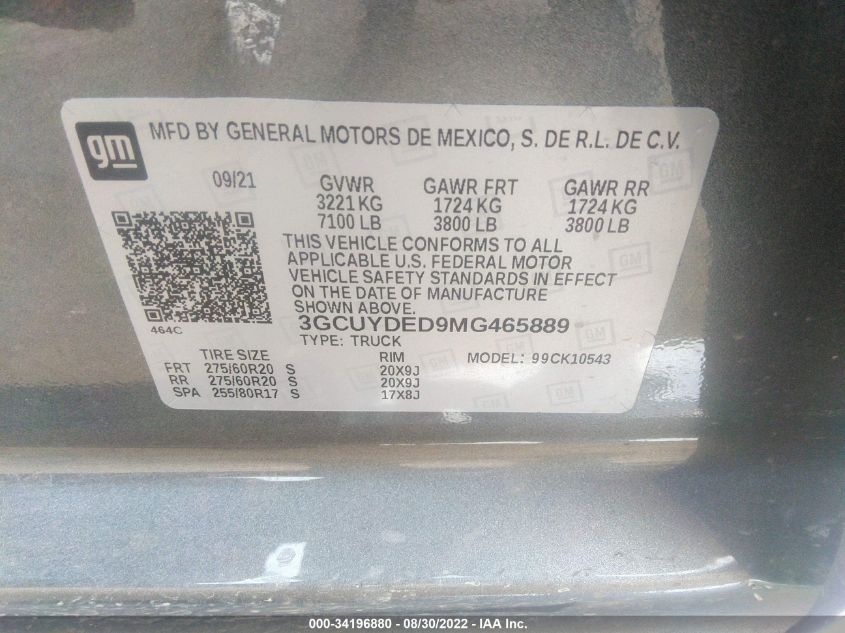 gm MFD BY GENERAL MOTORS DE MEXICO, S. DE R.L. DE C.V.
09/21 GVWR GAWR FRT GAWR RR
3221 KG 1724 KG 1724 KG
7100 LB 3800 LB 3800 LB
THIS VEHICLE CONFORMS TO ALL
APPLICABLE U.S. FEDERAL MOTOR
VEHICLE SAFETY STANDARDS IN EFFECT
ON THE DATE OF MANUFACTURE
SHOWN ABOVE.
464C 3GCUYDED9MG465889
TYPE: TRUCK
TIRE SIZE RIM MODEL: 99CK10543
FRT 275/60R20 S 20X9J
RR 275/60R20 S 20X9J
SPA 255/80R17 S 17X8J
000-34196880 - 08/30/2022 - IAA Inc.